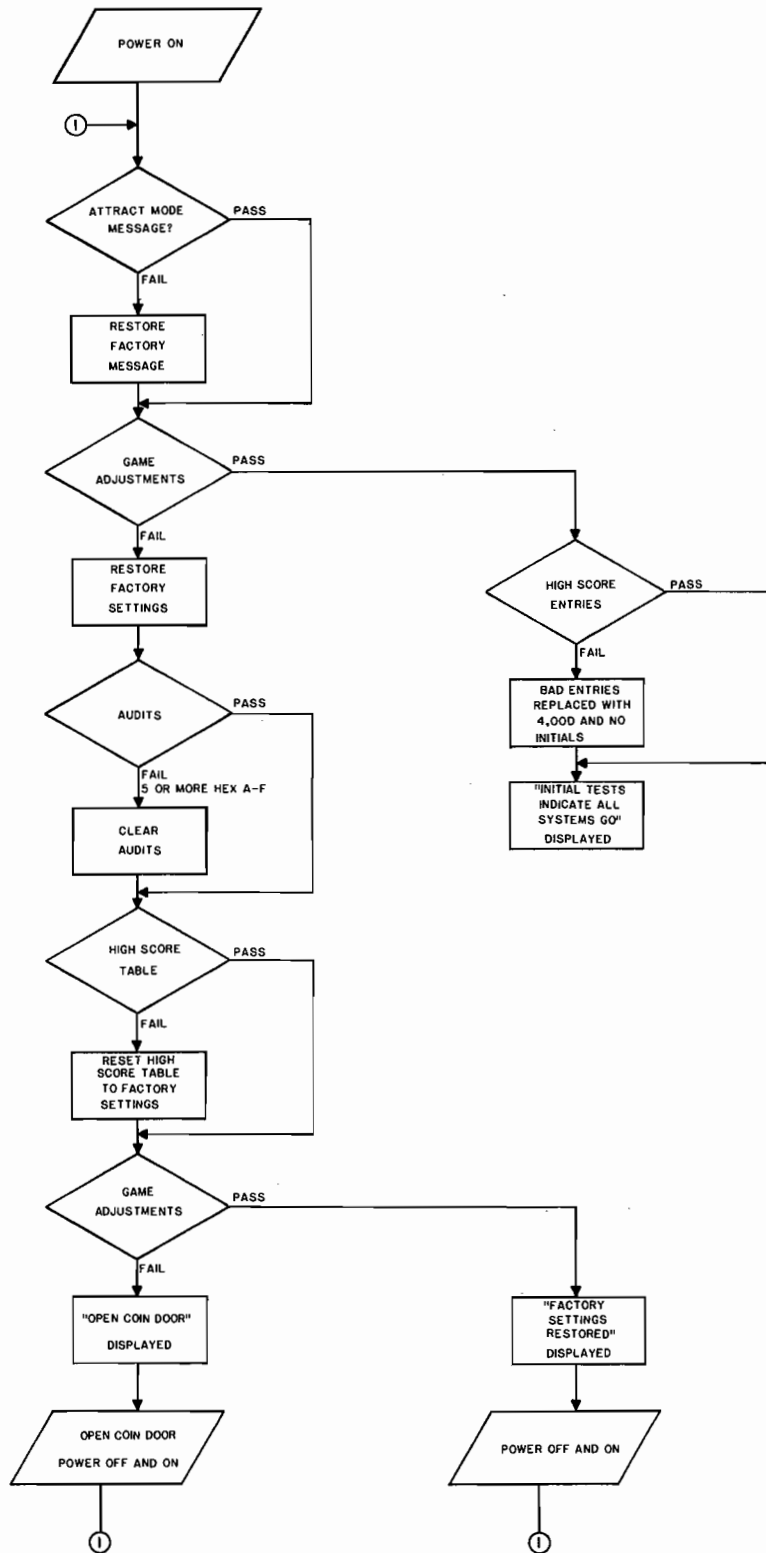 POWER ON
1
ATTRACT MODE
MESSAGE?
PASS
FAIL
RESTORE
FACTORY
MESSAGE
GAME
ADJUSTMENTS
PASS
FAIL
RESTORE
FACTORY
SETTINGS
HIGH SCORE
ENTRIES
PASS
FAIL
BAD ENTRIES
REPLACED WITH
4,000 AND NO
INITIALS
"INITIAL TESTS
INDICATE ALL
SYSTEMS GO"
DISPLAYED
AUDITS
PASS
FAIL
5 OR MORE HEX A-F
CLEAR
AUDITS
HIGH SCORE
TABLE
PASS
FAIL
RESET HIGH
SCORE TABLE
TO FACTORY
SETTINGS
GAME
ADJUSTMENTS
PASS
FAIL
"OPEN COIN DOOR"
DISPLAYED
"FACTORY
SETTINGS
RESTORED"
DISPLAYED
OPEN COIN DOOR
POWER OFF AND ON
POWER OFF AND ON
1
1